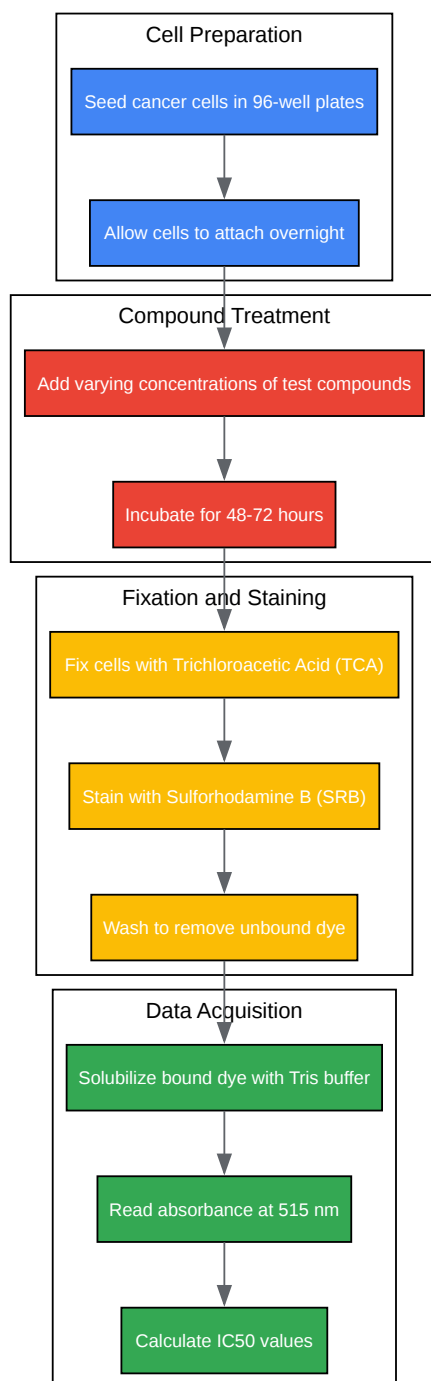 Cell Preparation
Seed cancer cells in 96-well plates
Allow cells to attach overnight
Compound Treatment
Add varying concentrations of test compounds
Incubate for 48-72 hours
Fixation and Staining
Fix cells with Trichloroacetic Acid (TCA)
Stain with Sulforhodamine B (SRB)
Wash to remove unbound dye
Data Acquisition
Solubilize bound dye with Tris buffer
Read absorbance at 515 nm
Calculate IC50 values